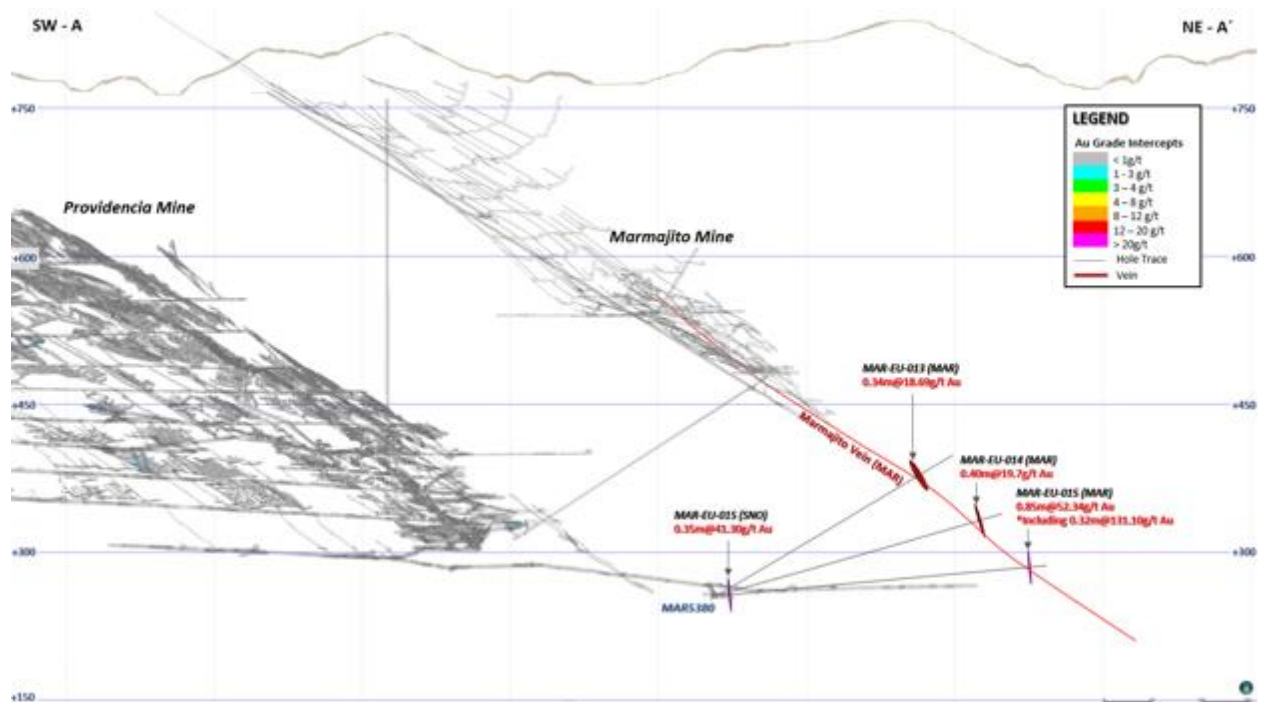 SW - A
NE - A´
+750
+750
LEGEND
Au Grade Intercepts
< 1g/t
1 - 3 g/t
3 – 4 g/t
4 – 8 g/t
8 – 12 g/t
12 – 20 g/t
> 20g/t
Hole Trace
Vein
Providencia Mine
Marmajito Mine
+600
+600
MAR-EU-013 (MAR)
0.34m@18.69g/t Au
+450
+450
Marmajito Vein (MAR)
MAR-EU-014 (MAR)
0.40m@19.7g/t Au
MAR-EU-015 (MAR)
0.85m@52.34g/t Au
*Including 0.32m@131.10g/t Au
MAR-EU-015 (SNO)
0.35m@41.30g/t Au
+300
+300
MAR5380
+150